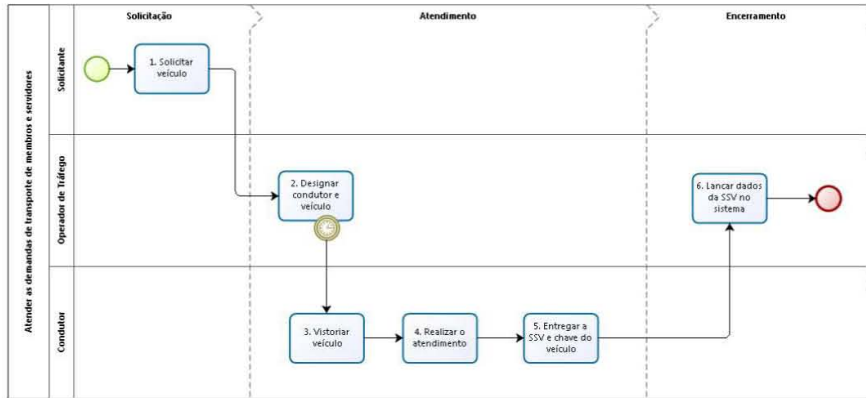 Solicitação
Atendimento
Encerramento
Atender as demandas de transporte de membros e servidores
Solicitante
1. Solicitar
veículo
Operador de Tráfego
2. Designar
condutor e
veículo
6. Lancar dados
da SSV no
sistema
Condutor
3. Vistoriar
veículo
4. Realizar o
atendimento
5. Entregar a
SSV e chave do
veículo